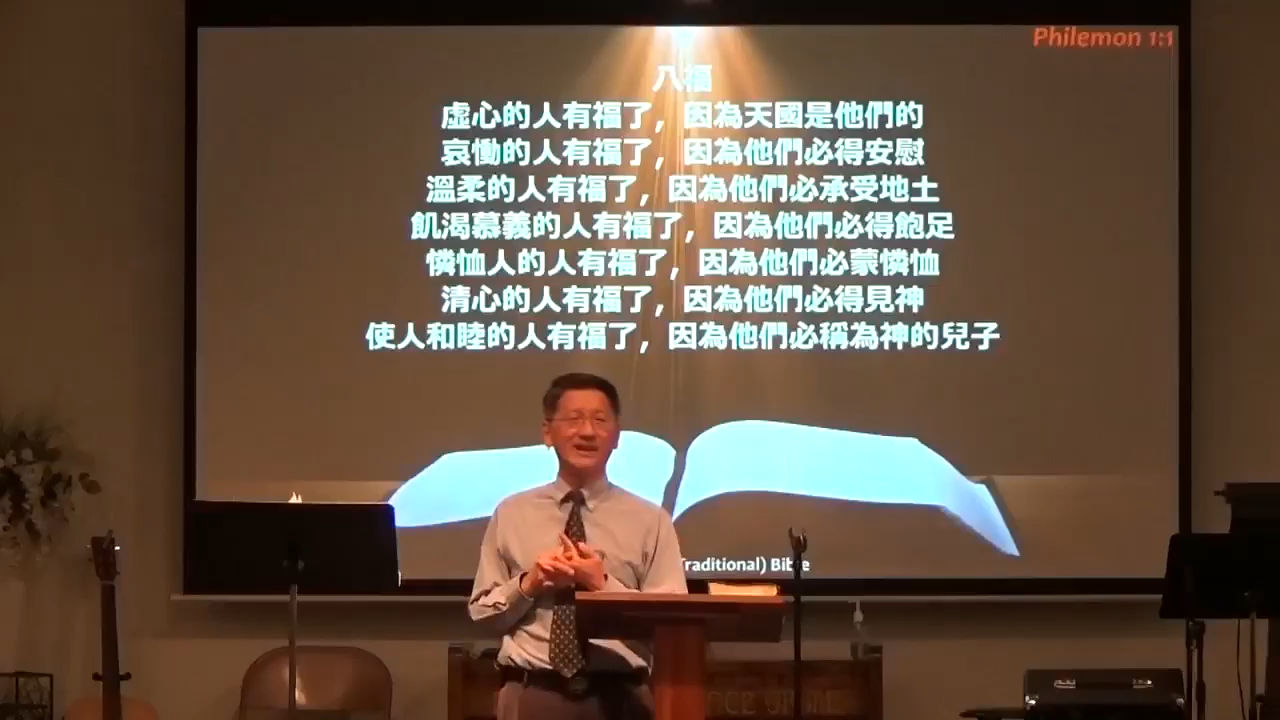 Philemon 1:1
八福
虛心的人有福了，因為天國是他們的
哀慟的人有福了，因為他們必得安慰
溫柔的人有福了，因為他們必承受地土
飢渴慕義的人有福了，因為他們必得飽足
憐恤人的人有福了，因為他們必蒙憐恤
清心的人有福了，因為他們必得見神
使人和睦的人有福了，因為他們必稱為神的兒子
Traditional) Bible